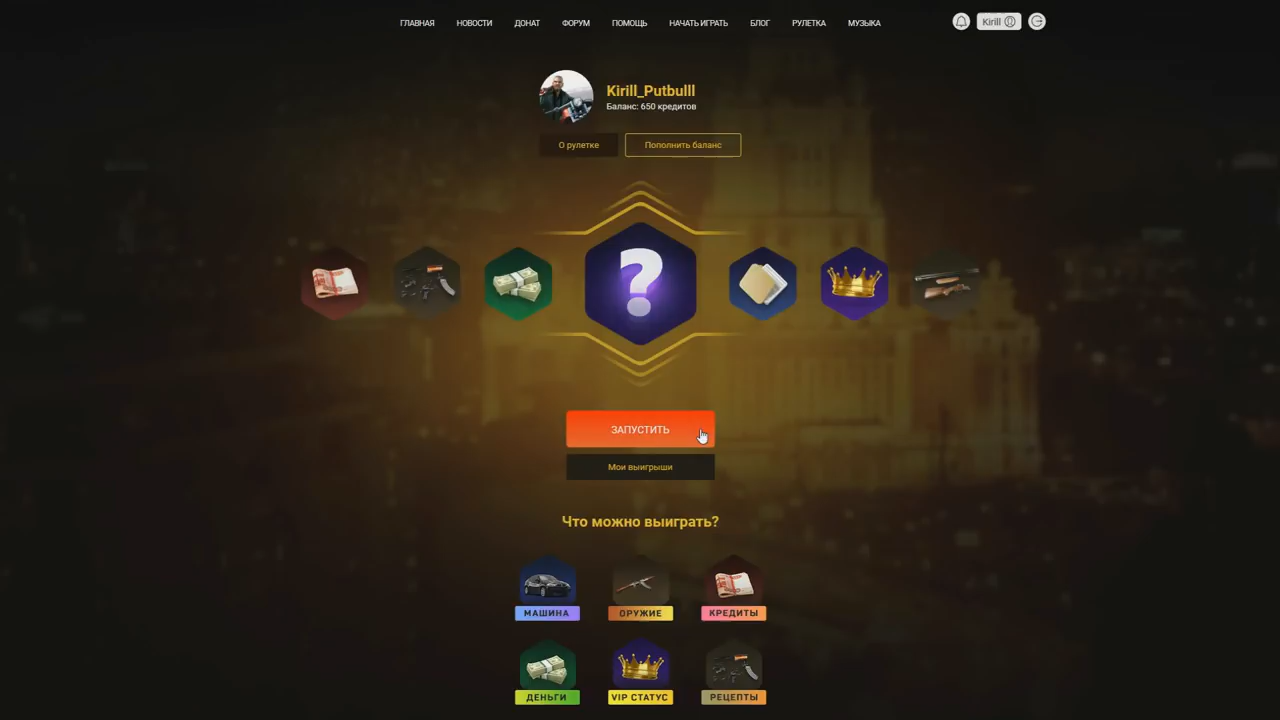 ГЛАВНАЯ НОВОСТИ ДОНАТ ФОРУМ ПОМОЩЬ НАЧАТЬ ИГРАТЬ БЛОГ РУЛЕТКА МУЗЫКА Kirill
Kirill_Putbulll
Баланс: 650 кредитов
О рулетке Пополнить баланс
?
ЗАПУСТИТЬ
Мои выигрыши
Что можно выиграть?
МАШИНА ОРУЖИЕ КРЕДИТЫ
ДЕНЬГИ VIP СТАТУС РЕЦЕПТЫ